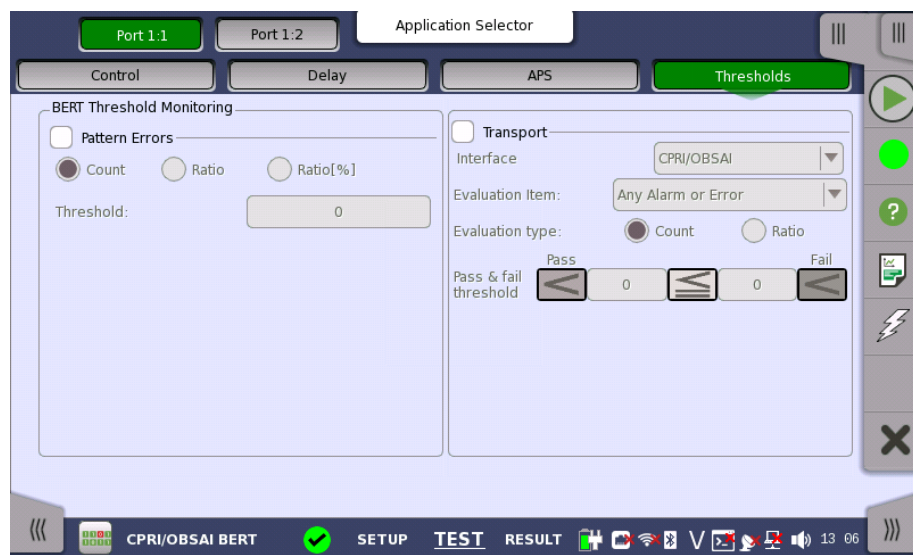 Application Selector
Port 1:1 Port 1:2
Control Delay APS Thresholds
BERT Threshold Monitoring
Pattern Errors
Count Ratio Ratio[%]
Threshold: 0
Transport
Interface CPRI/OBSAI
Evaluation Item: Any Alarm or Error
Evaluation type: Count Ratio
Pass Fail
Pass & fail
threshold < 0 ≤ 0 <
CPRI/OBSAI BERT SETUP TEST RESULT V 13 06